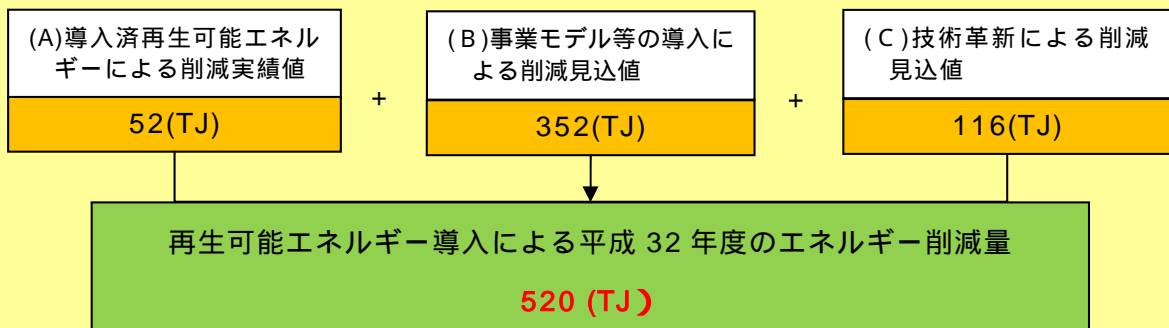 (A)導入済再生可能エネル
ギーによる削減実績値
52(TJ)
+
(B)事業モデル等の導入に
よる削減見込値
352(TJ)
+
(C)技術革新による削減
見込値
116(TJ)
再生可能エネルギー導入による平成 32 年度のエネルギー削減量
520 (TJ)